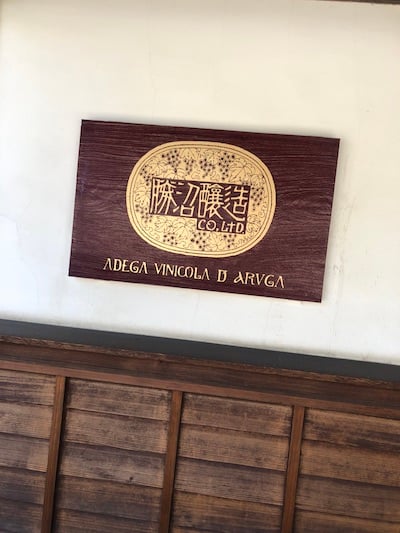 勝沼醸造
CO.LTD
ADEGA VINICOLA D ARVGA